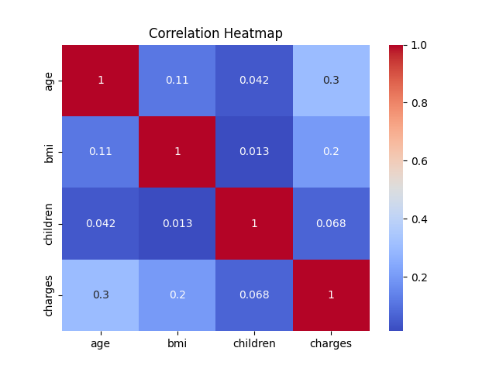 Correlation Heatmap
age 1 0.11 0.042 0.3
bmi 0.11 1 0.013 0.2
children 0.042 0.013 1 0.068
charges 0.3 0.2 0.068 1
age bmi children charges
1.0
0.8
0.6
0.4
0.2